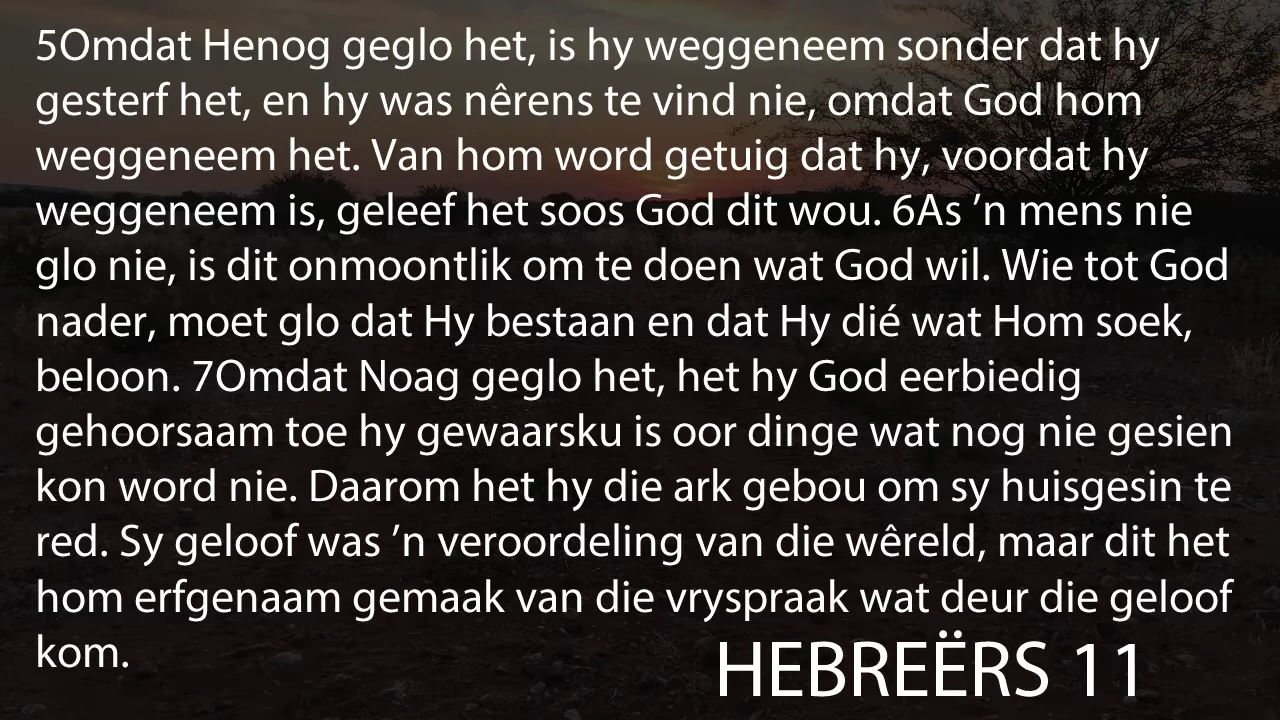 5Omdat Henog geglo het, is hy weggeneem sonder dat hy
gesterf het, en hy was nêrens te vind nie, omdat God hom
weggeneem het. Van hom word getuig dat hy, voordat hy
weggeneem is, geleef het soos God dit wou. 6As ’n mens nie
glo nie, is dit onmoontlik om te doen wat God wil. Wie tot God
nader, moet glo dat Hy bestaan en dat Hy dié wat Hom soek,
beloon. 7Omdat Noag geglo het, het hy God eerbiedig
gehoorsaam toe hy gewaarsku is oor dinge wat nog nie gesien
kon word nie. Daarom het hy die ark gebou om sy huisgesin te
red. Sy geloof was ’n veroordeling van die wêreld, maar dit het
hom erfgenaam gemaak van die vryspraak wat deur die geloof
kom.
HEBREËRS 11